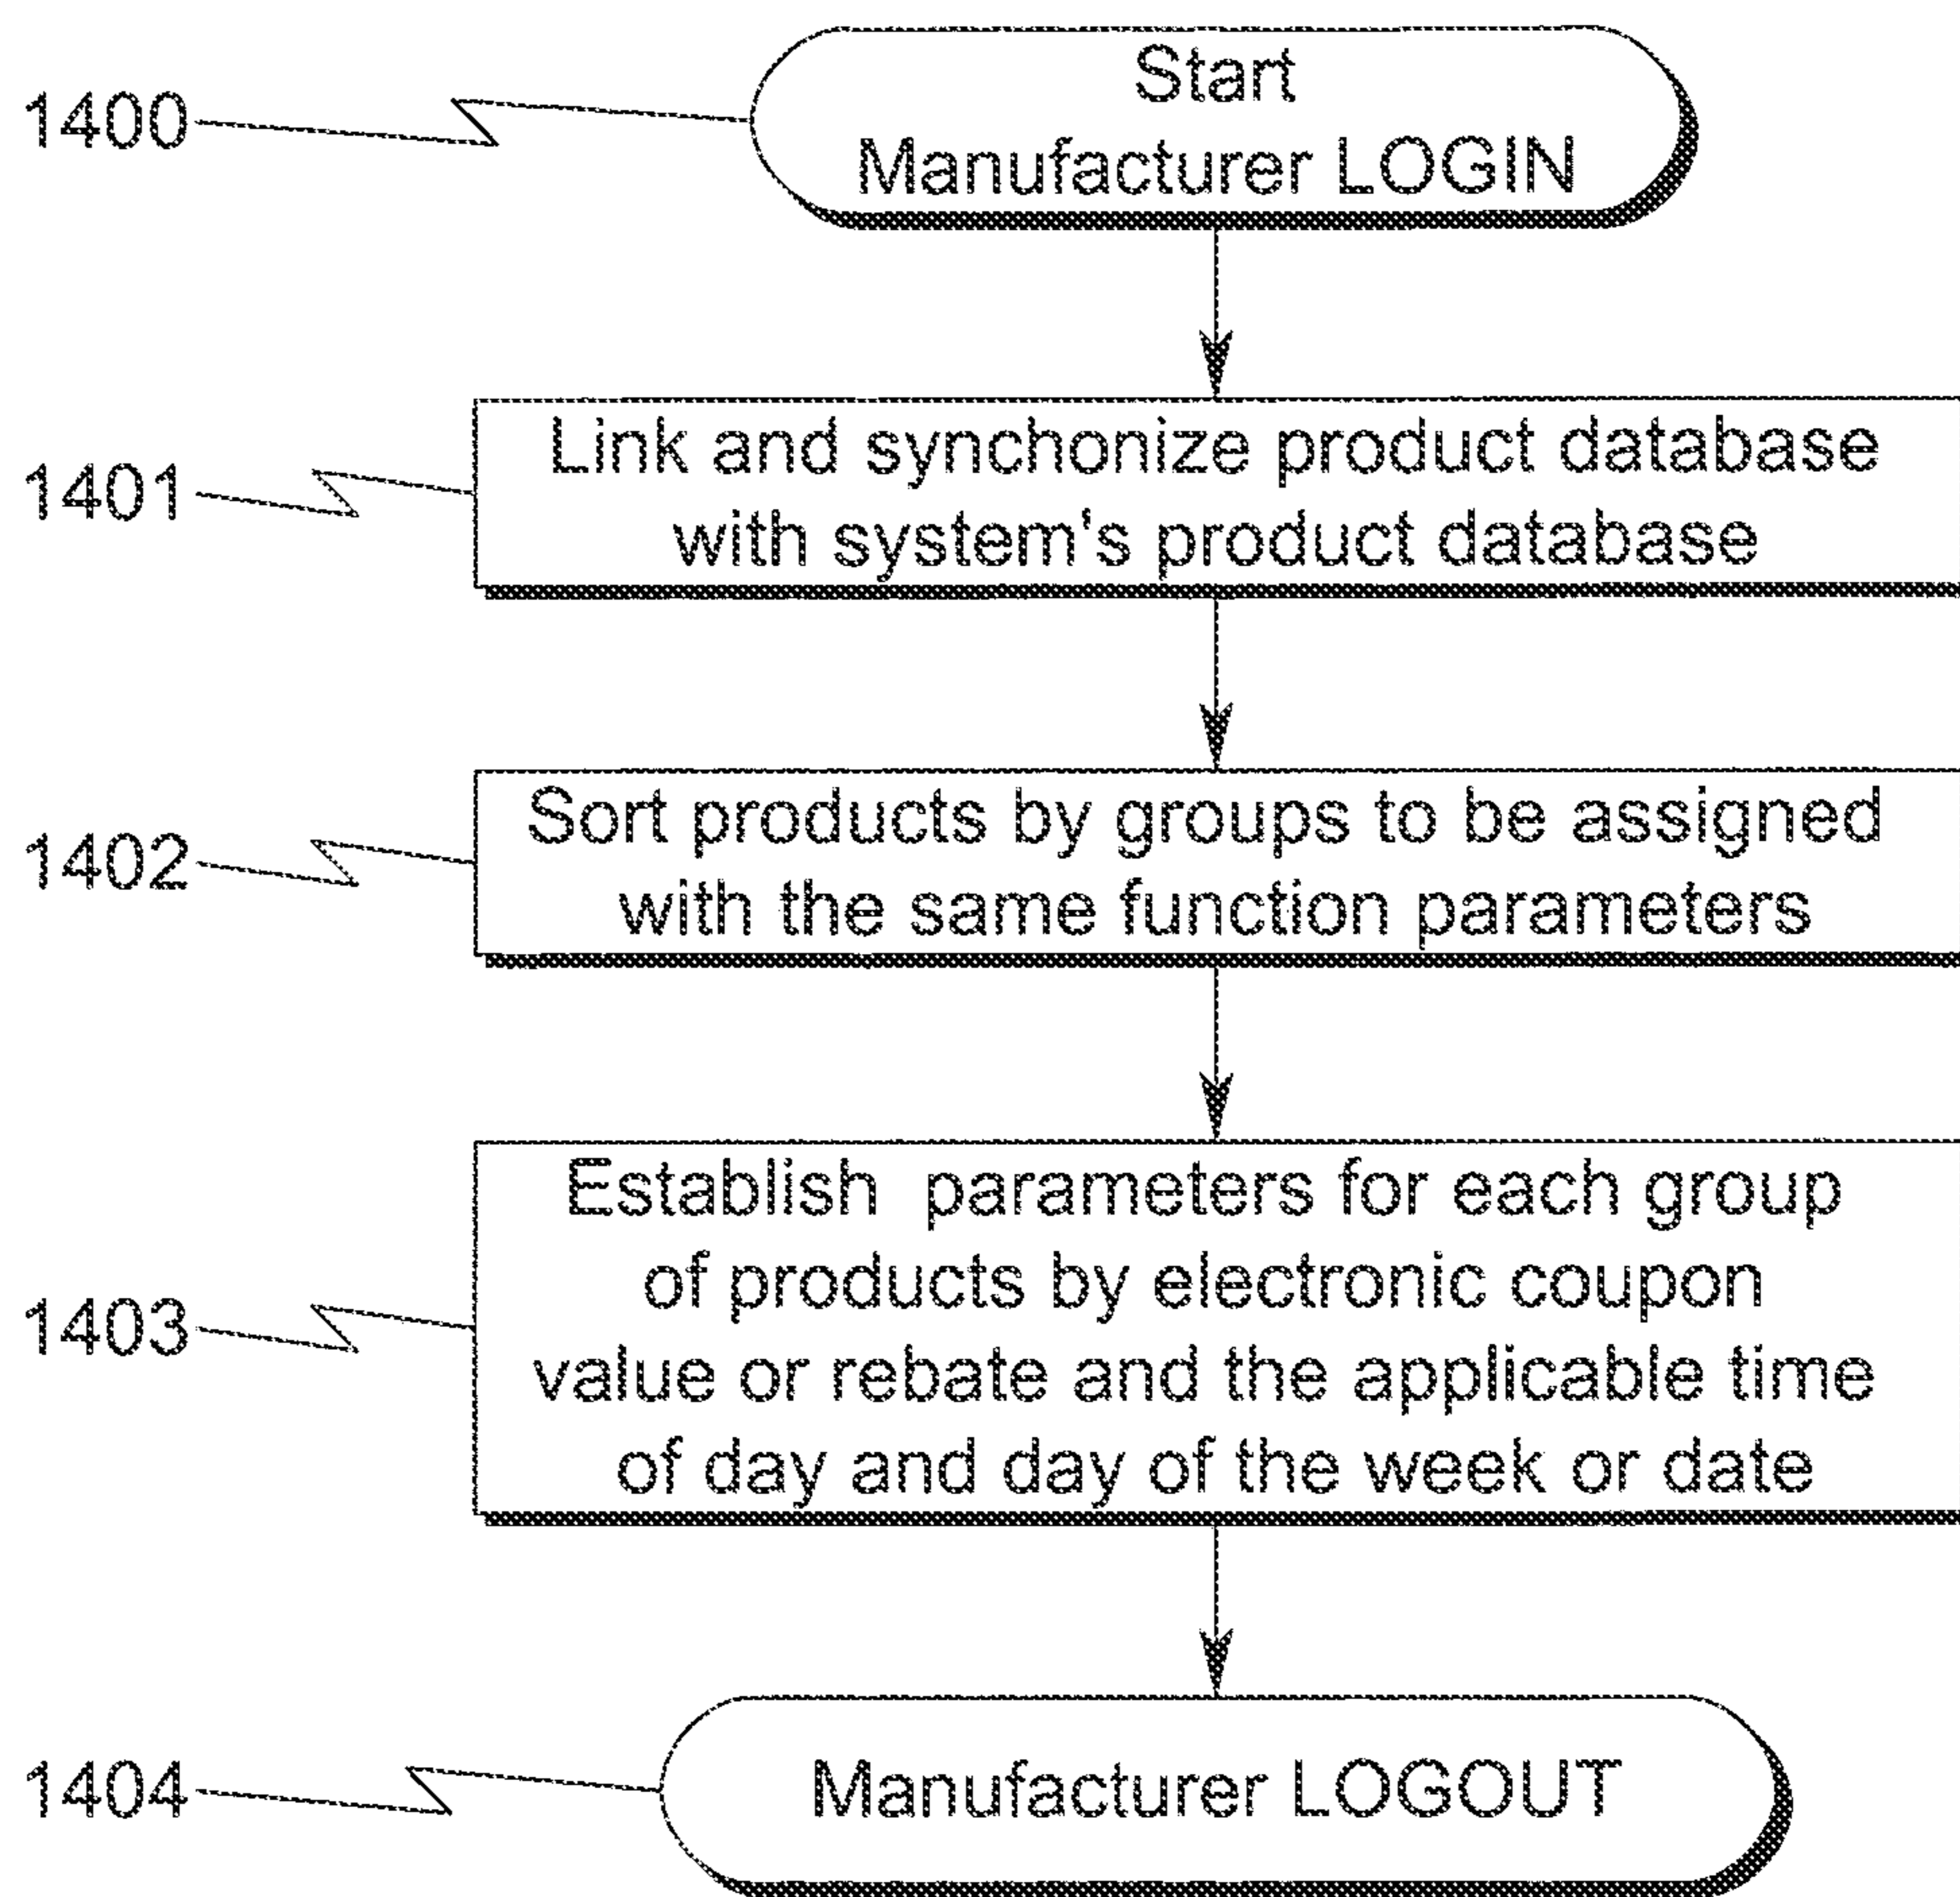 1400
Start
Manufacturer LOGIN
1401
Link and synchonize product database
with system's product database
1402
Sort products by groups to be assigned
with the same function parameters
1403
Establish parameters for each group
of products by electronic coupon
value or rebate and the applicable time
of day and day of the week or date
1404
Manufacturer LOGOUT